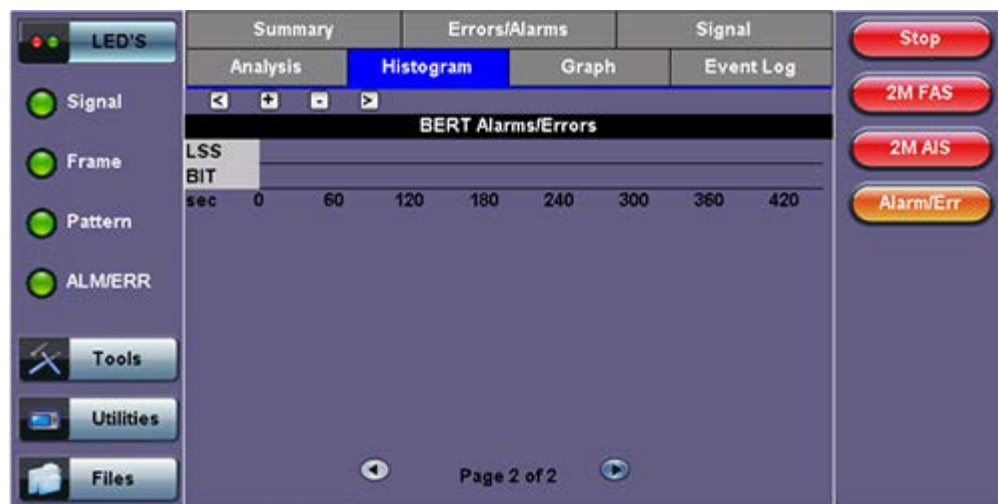 LED'S
Signal
Frame
Pattern
ALM/ERR
Tools
Utilities
Files
Summary Errors/Alarms Signal
Analysis Histogram Graph Event Log
< + - >
BERT Alarms/Errors
LSS
BIT
sec 0 60 120 180 240 300 360 420
Page 2 of 2
Stop
2M FAS
2M AIS
Alarm/Err